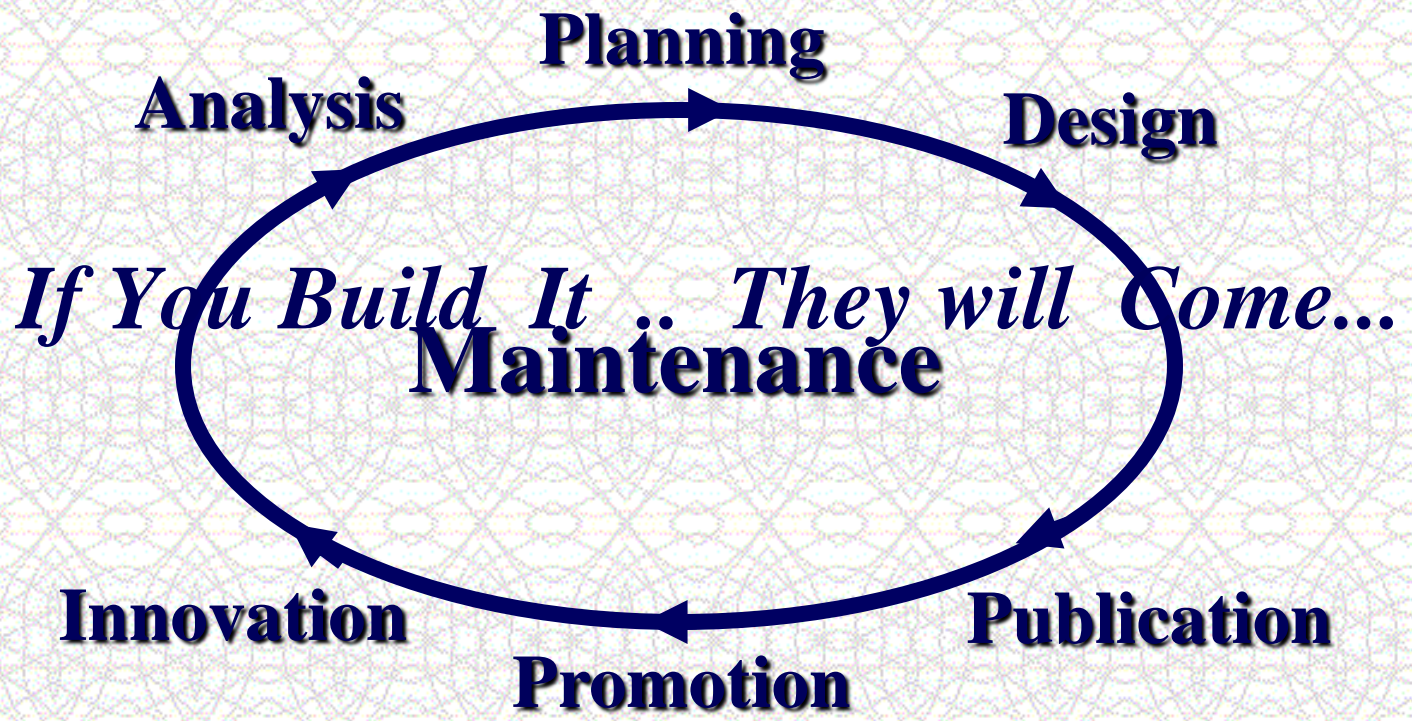 Planning
Analysis
Design
If You Build It .. They will Come...
Maintenance
Innovation
Publication
Promotion